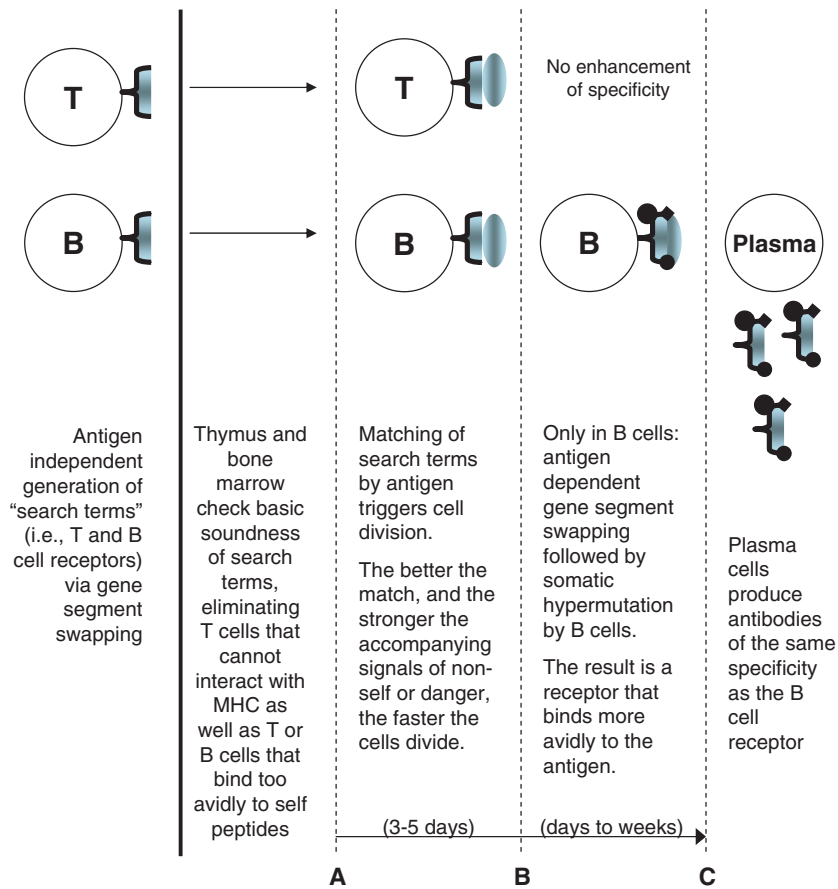 T
T
No enhancement
of specificity
B
B
B
Plasma
Antigen
independent
generation of
“search terms”
(i.e., T and B
cell receptors)
via gene
segment
swapping
Thymus and
bone
marrow
check basic
soundness
of search
terms,
eliminating
T cells that
cannot
interact with
MHC as
well as T or
B cells that
bind too
avidly to self
peptides
Matching of
search terms
by antigen
triggers cell
division.
The better the
match, and the
stronger the
accompanying
signals of non-
self or danger,
the faster the
cells divide.
Only in B cells:
antigen
dependent
gene segment
swapping
followed by
somatic
hypermutation
by B cells.
The result is a
receptor that
binds more
avidly to the
antigen.
Plasma
cells
produce
antibodies
of the same
specificity
as the B
cell
receptor
(3-5 days)
(days to weeks)
A
B
C